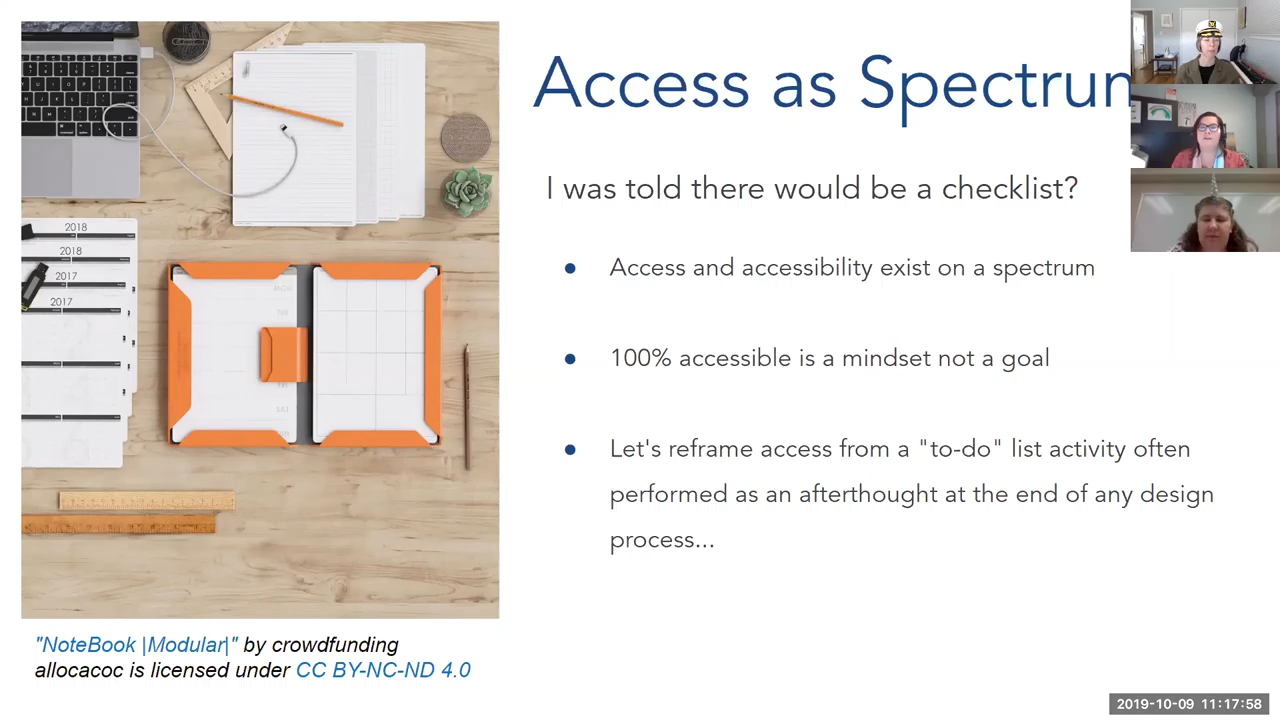 Access as Spectrum
I was told there would be a checklist?
● Access and accessibility exist on a spectrum
● 100% accessible is a mindset not a goal
● Let's reframe access from a "to-do" list activity often
performed as an afterthought at the end of any design
process...
2018
2018
2017
2017
"NoteBook |Modular|" by crowdfunding
allocacoc is licensed under CC BY-NC-ND 4.0
2019-10-09 11:17:58